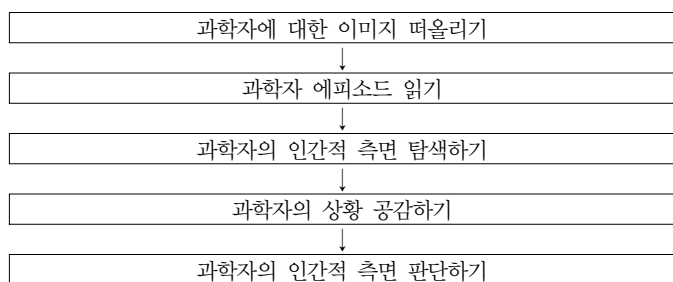 과학자에 대한 이미지 떠올리기
과학자 에피소드 읽기
과학자의 인간적 측면 탐색하기
과학자의 상황 공감하기
과학자의 인간적 측면 판단하기